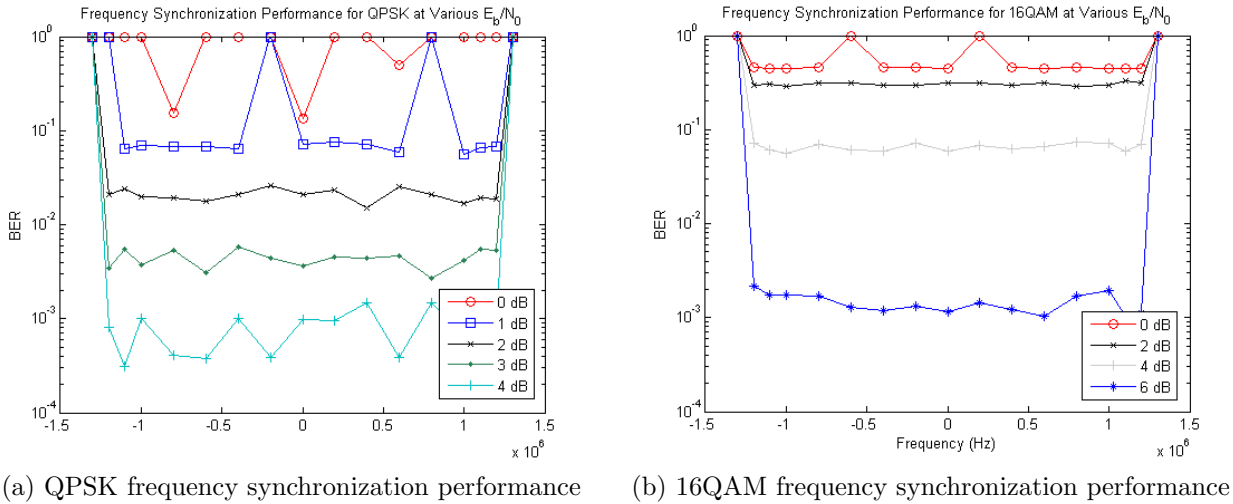 Frequency Synchronization Performance for QPSK at Various E_b/N_0
10^0
10^-1
10^-2
10^-3
10^-4
BER
-1.5
-1
-0.5
0
0.5
1
1.5
x 10^6
0 dB
1 dB
2 dB
3 dB
4 dB
(a) QPSK frequency synchronization performance
Frequency Synchronization Performance for 16QAM at Various E_b/N_0
10^0
10^-1
10^-2
10^-3
10^-4
BER
-1.5
-1
-0.5
0
0.5
1
1.5
Frequency (Hz)
x 10^6
0 dB
2 dB
4 dB
6 dB
(b) 16QAM frequency synchronization performance